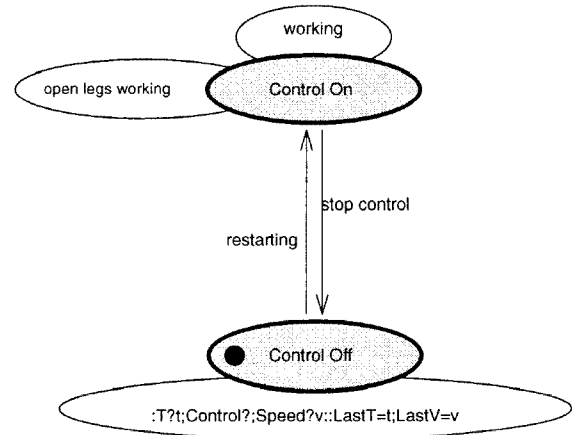 working
open legs working
Control On
stop control
restarting
Control Off
:T?t;Control?;Speed?v::LastT=t;LastV=v